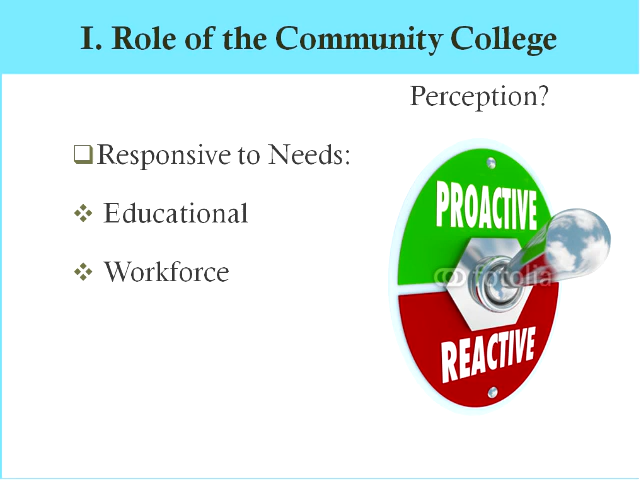 I. Role of the Community College
Perception?
Responsive to Needs:
Educational
Workforce
PROACTIVE
fotolia
REACTIVE